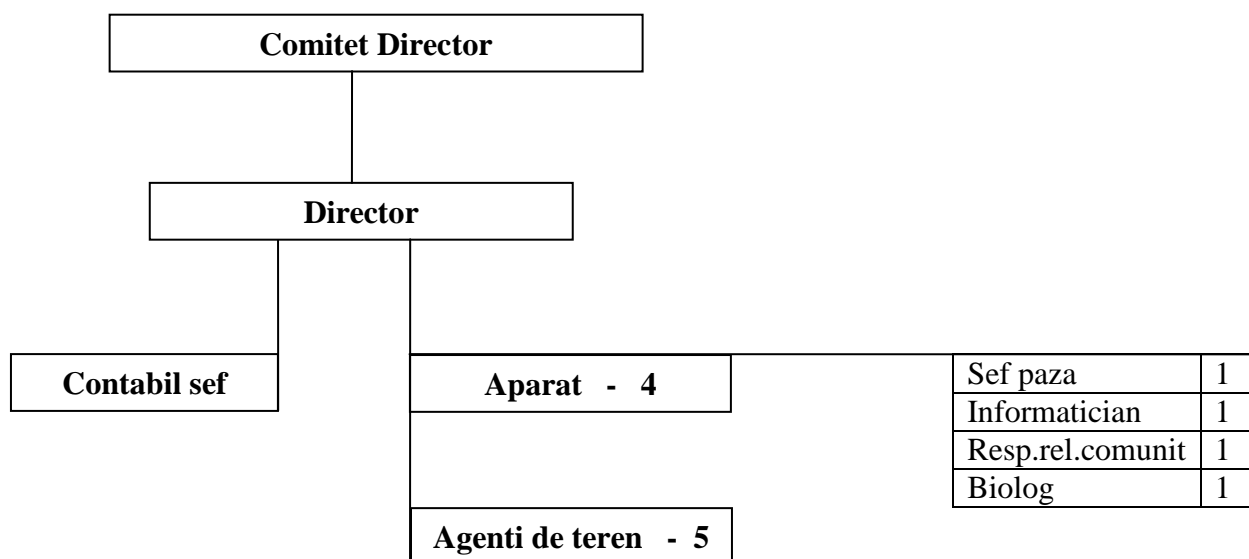 Comitet Director
Director
Contabil sef
Aparat - 4
Sef paza 1
Informatician 1
Resp.rel.comunit 1
Biolog 1
Agenti de teren - 5